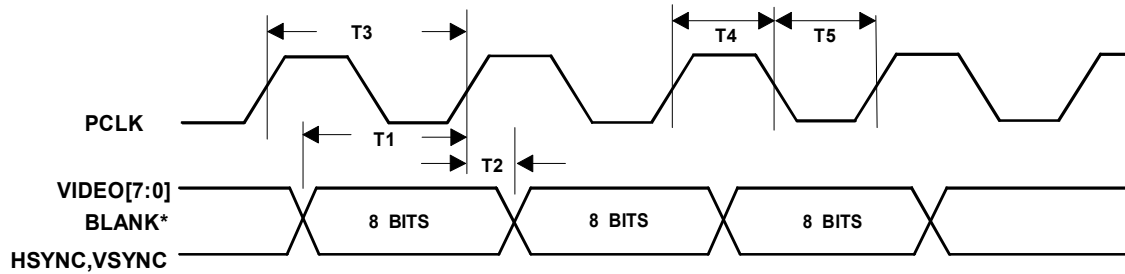 T3
T4
T5
PCLK
T1
T2
VIDEO[7:0]
BLANK*
8 BITS
8 BITS
8 BITS
HSYNC,VSYNC